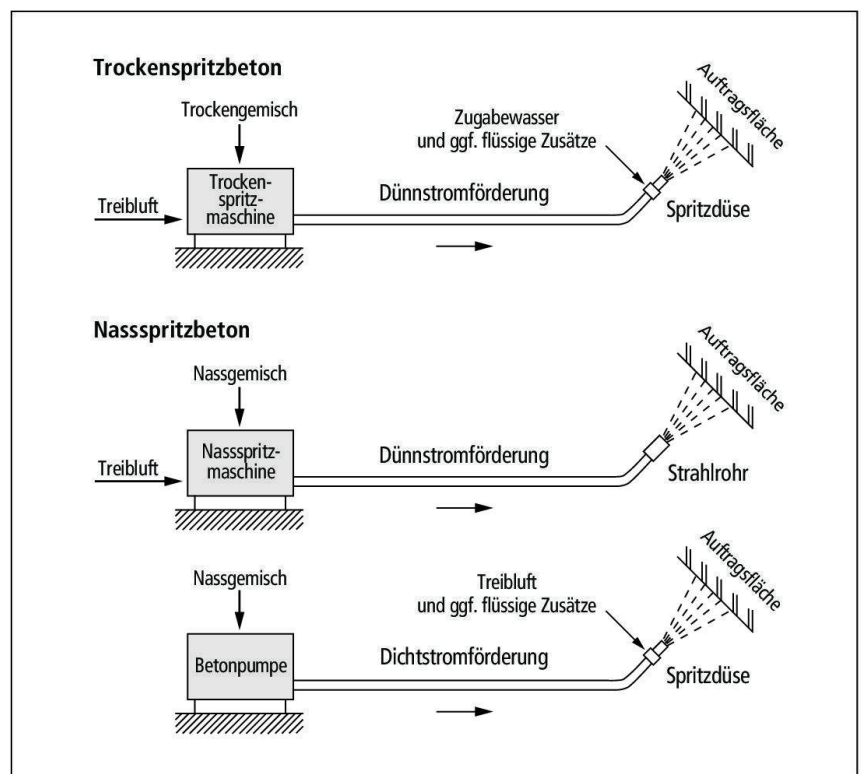 Trockenspritzbeton
Trockengemisch
Treibluft
Trocken-
spritz-
maschine
Dünnstromförderung
Zugabewasser
und ggf. flüssige Zusätze
Auftragsfläche
Spritzdüse
Nassspritzbeton
Nassgemisch
Treibluft
Nassspritz-
maschine
Dünnstromförderung
Auftragsfläche
Strahlrohr
Nassgemisch
Betonpumpe
Dichtstromförderung
Treibluft
und ggf. flüssige Zusätze
Auftragsfläche
Spritzdüse